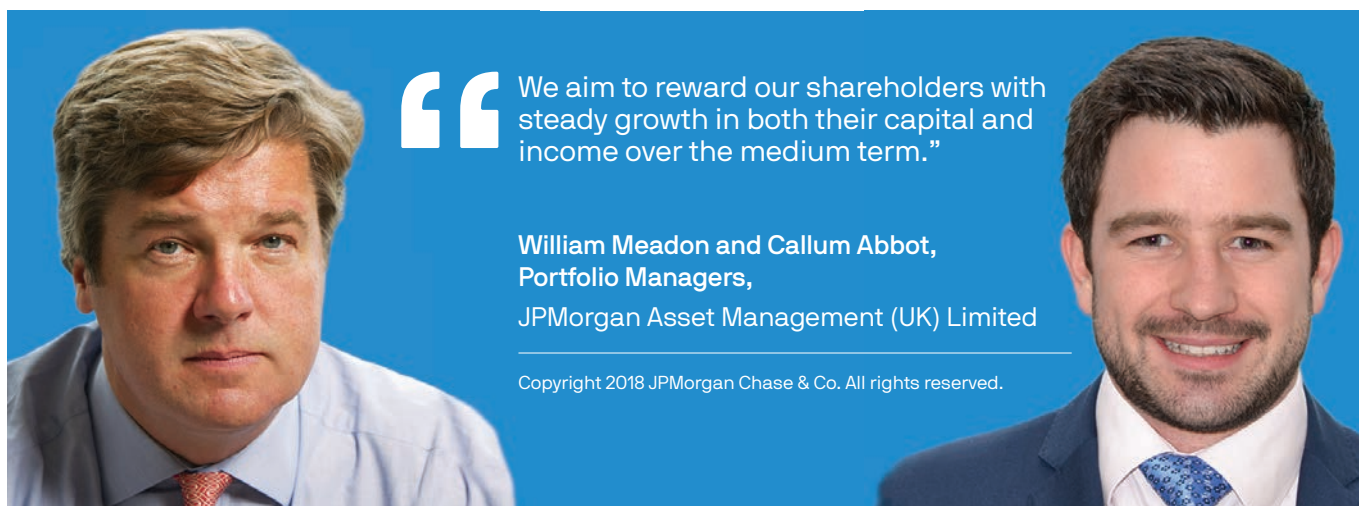 “We aim to reward our shareholders with
steady growth in both their capital and
income over the medium term.”
William Meadon and Callum Abbot,
Portfolio Managers,
JPMorgan Asset Management (UK) Limited
Copyright 2018 JPMorgan Chase & Co. All rights reserved.